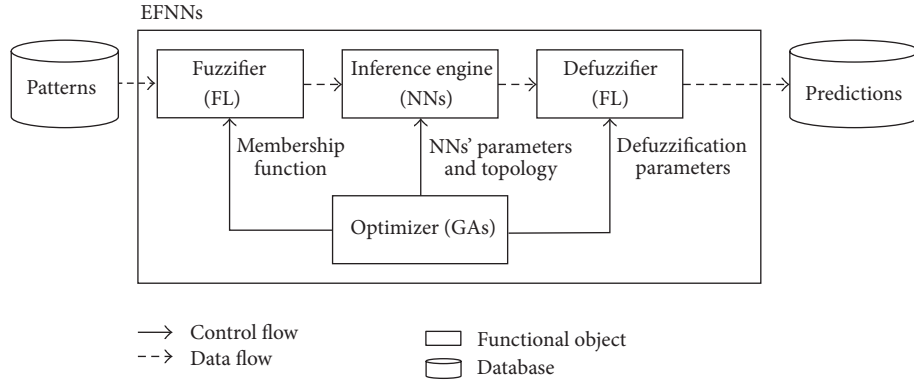 EFNNs
Patterns
Fuzzifier
(FL)
Inference engine
(NNs)
Defuzzifier
(FL)
Predictions
Membership
function
NNs' parameters
and topology
Defuzzification
parameters
Optimizer (GAs)
Control flow
Data flow
Functional object
Database